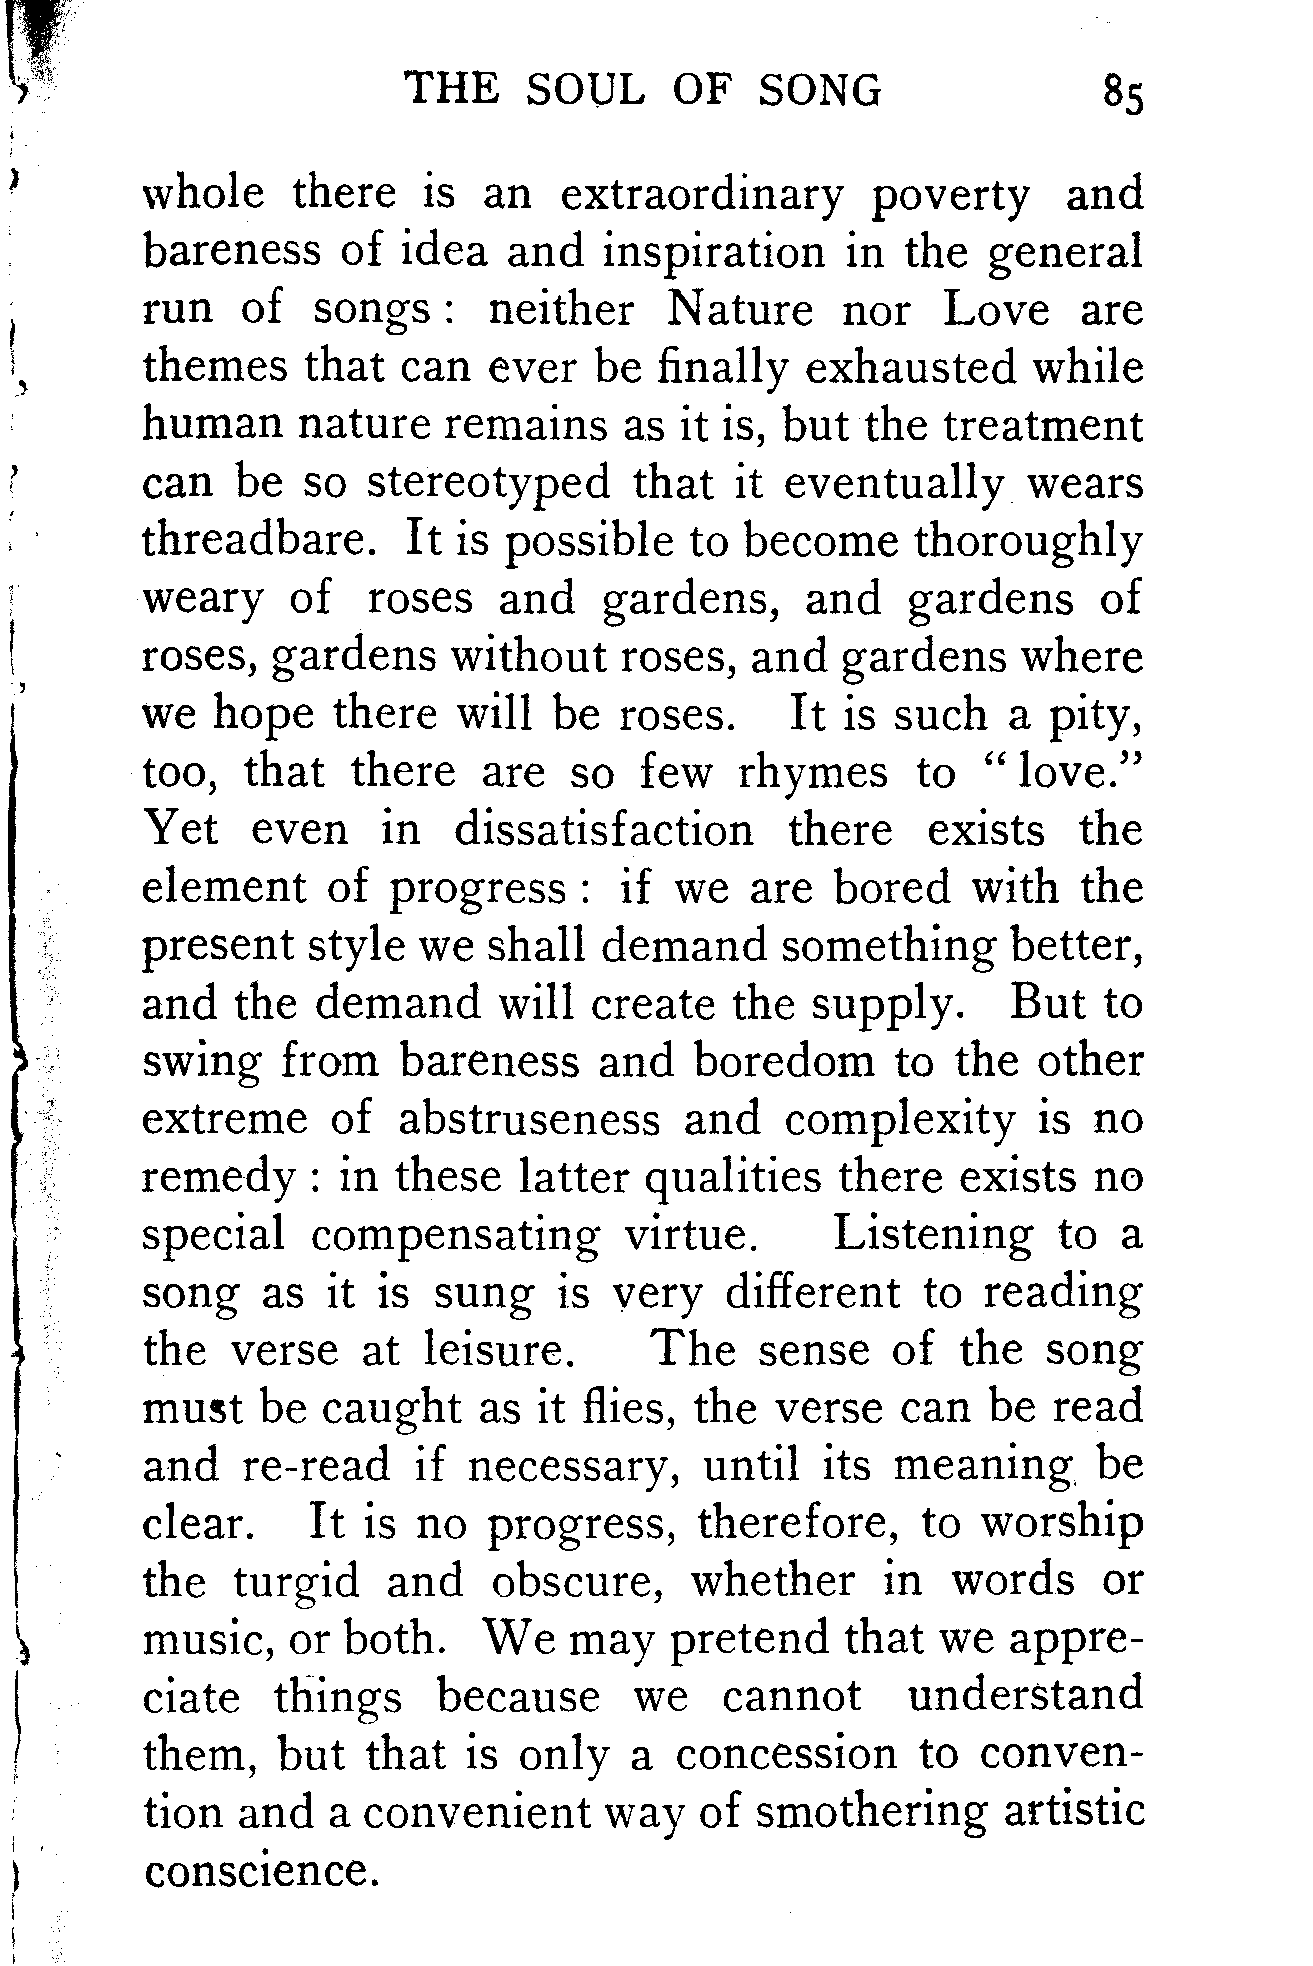 THE SOUL OF SONG 85
whole there is an extraordinary poverty and
bareness of idea and inspiration in the general
run of songs : neither Nature nor Love are
themes that can ever be finally exhausted while
human nature remains as it is, but the treatment
can be so stereotyped that it eventually wears
threadbare. It is possible to become thoroughly
weary of roses and gardens, and gardens of
roses, gardens without roses, and gardens where
we hope there will be roses. It is such a pity,
too, that there are so few rhymes to “ love.”
Yet even in dissatisfaction there exists the
element of progress : if we are bored with the
present style we shall demand something better,
and the demand will create the supply. But to
swing from bareness and boredom to the other
extreme of abstruseness and complexity is no
remedy : in these latter qualities there exists no
special compensating virtue. Listening to a
song as it is sung is very different to reading
the verse at leisure. The sense of the song
must be caught as it flies, the verse can be read
and re-read if necessary, until its meaning be
clear. It is no progress, therefore, to worship
the turgid and obscure, whether in words or
music, or both. We may pretend that we appre-
ciate things because we cannot understand
them, but that is only a concession to conven-
tion and a convenient way of smothering artistic
conscience.